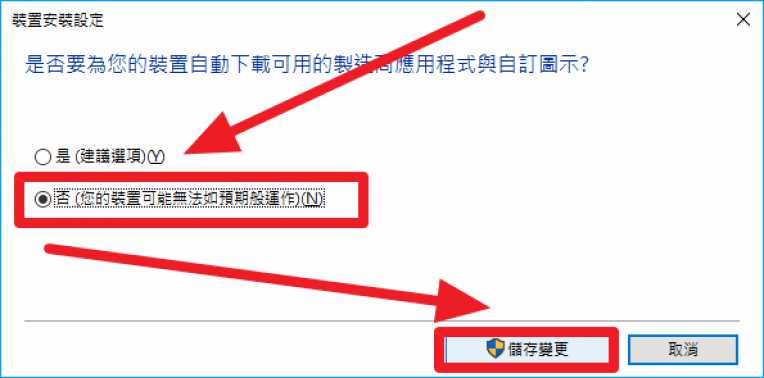 裝置安裝設定
是否要為您的裝置自動下載可用的製造商應用程式與自訂圖示?
是 (建議選項)(Y)
否 (您的裝置可能無法如預期般運作)(N)
儲存變更
取消